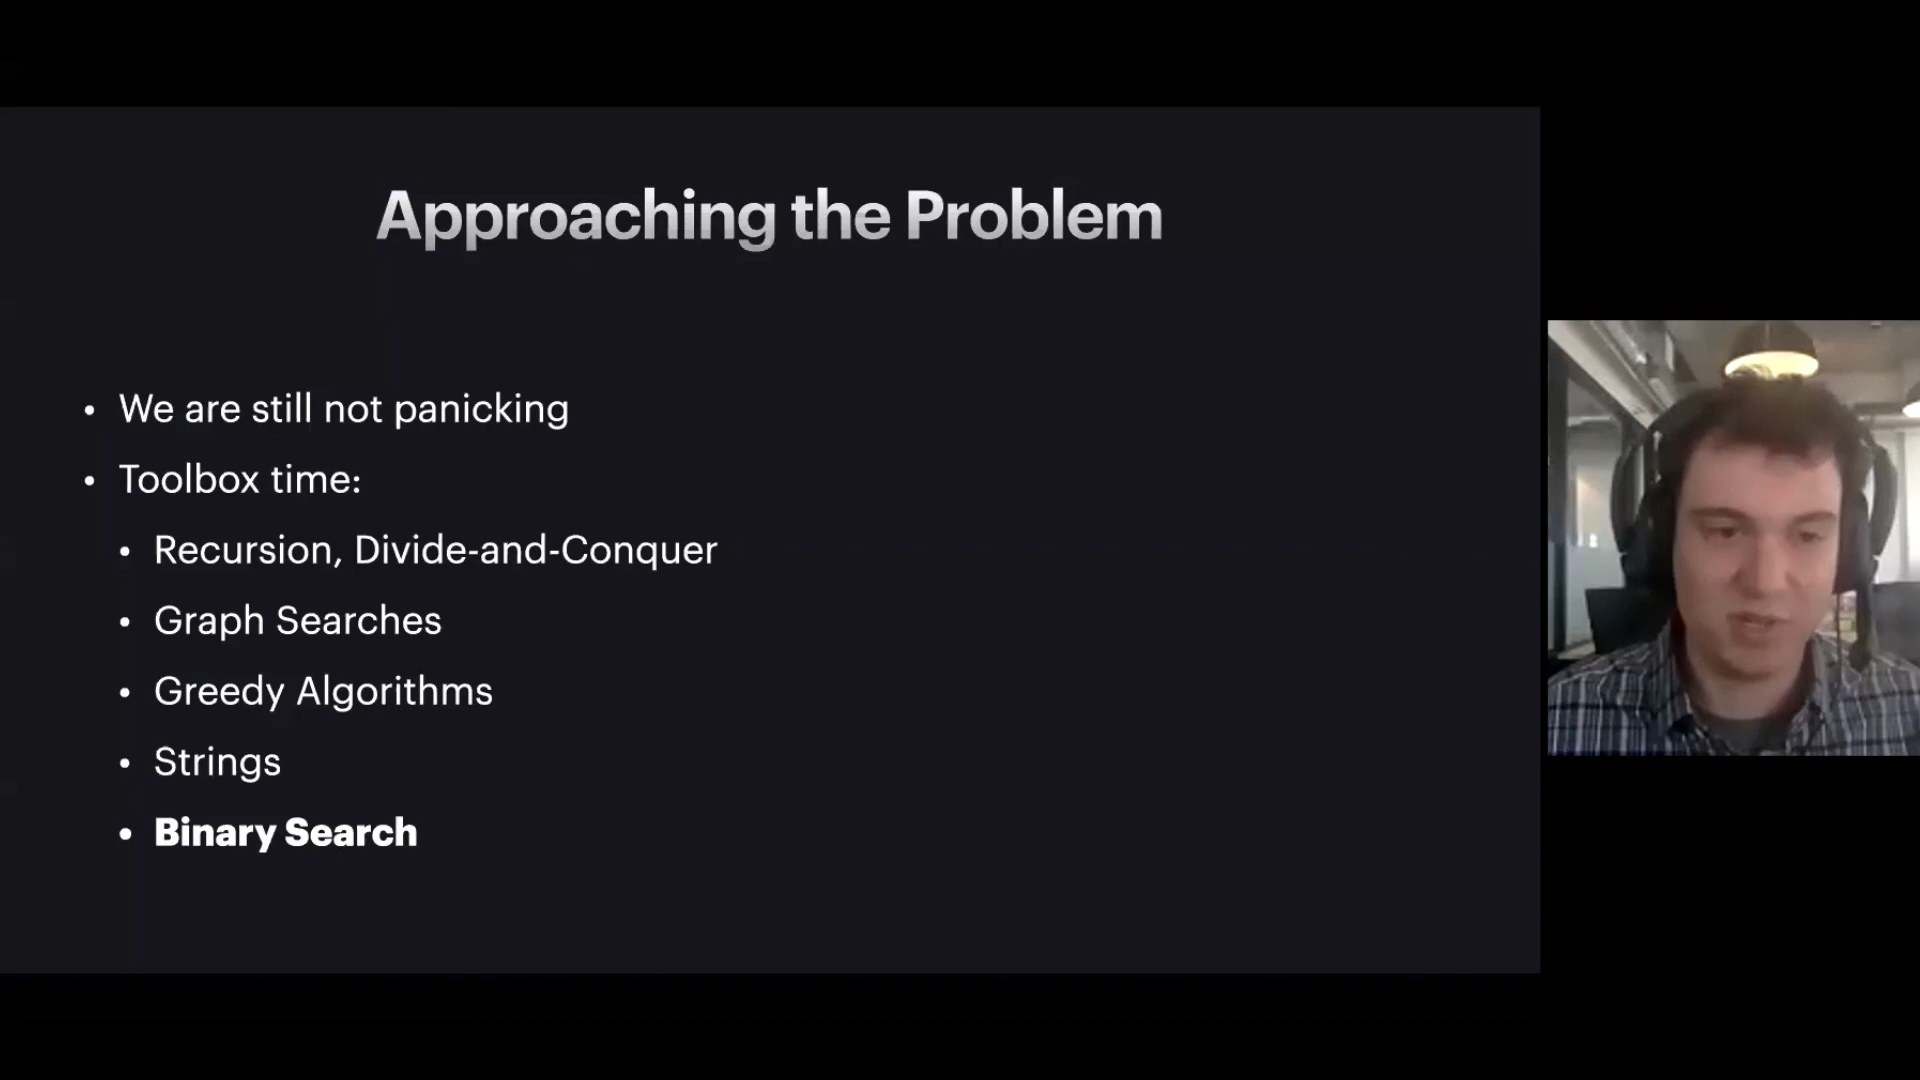 Approaching the Problem
• We are still not panicking
• Toolbox time:
• Recursion, Divide-and-Conquer
• Graph Searches
• Greedy Algorithms
• Strings
• Binary Search